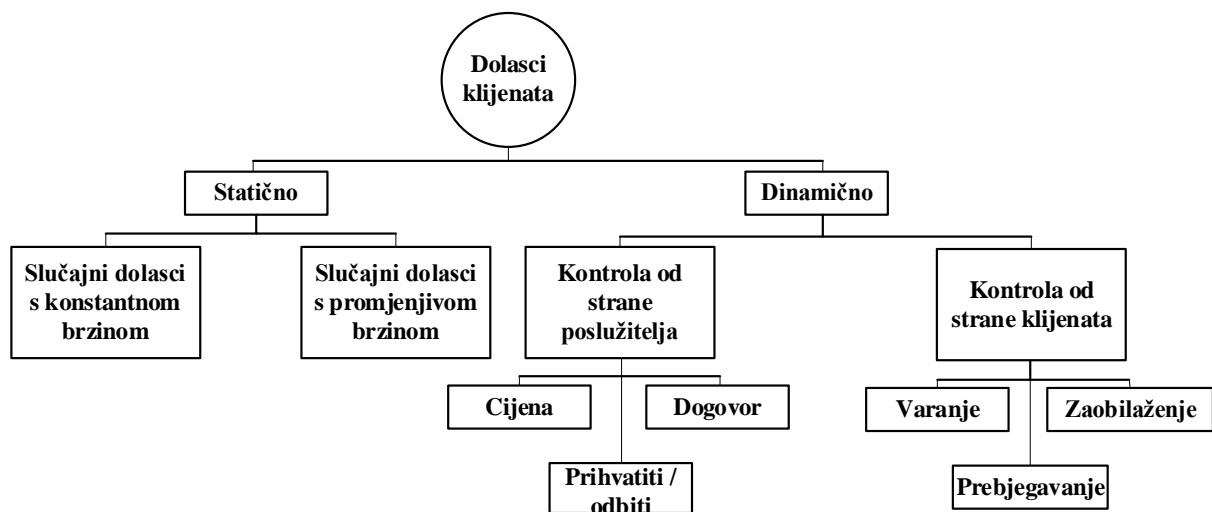 Dolasci
klijenata
Statično
Dinamično
Slučajni dolasci
s konstantnom
brzinom
Slučajni dolasci
s promjenjivom
brzinom
Kontrola od
strane
poslužitelja
Kontrola od
strane klijenata
Cijena
Dogovor
Varanje
Zaobilaženje
Prihvatiti /
odbiti
Prebjegavanje